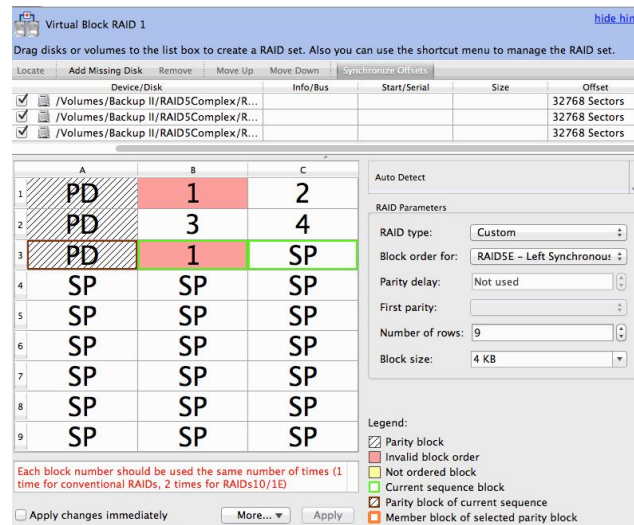 Virtual Block RAID 1
hide hin
Drag disks or volumes to the list box to create a RAID set. Also you can use the shortcut menu to manage the RAID set.
Locate Add Missing Disk Remove Move Up Move Down Synchronize Offsets
Device/Disk Info/Bus Start/Serial Size Offset
/Volumes/Backup II/RAID5Complex/R... 32768 Sectors
/Volumes/Backup II/RAID5Complex/R... 32768 Sectors
/Volumes/Backup II/RAID5Complex/R... 32768 Sectors
A B C
1 PD 1 2
2 PD 3 4
3 PD 1 SP
4 SP SP SP
5 SP SP SP
6 SP SP SP
7 SP SP SP
8 SP SP SP
9 SP SP SP
Each block number should be used the same number of times (1
time for conventional RAIDs, 2 times for RAIDs10/1E)
Apply changes immediately More... Apply
Auto Detect
RAID Parameters
RAID type: Custom
Block order for: RAID5E - Left Synchronous
Parity delay: Not used
First parity:
Number of rows: 9
Block size: 4 KB
Legend:
Parity block
Invalid block order
Not ordered block
Current sequence block
Parity block of current sequence
Member block of selected parity block